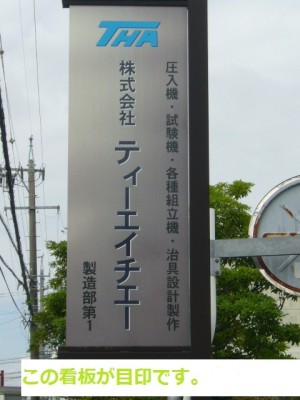 THA
圧入機・試験機・各種組立機・治具設計製作
株式会社 ティーエイチエー
製造部第1
この看板が目印です。